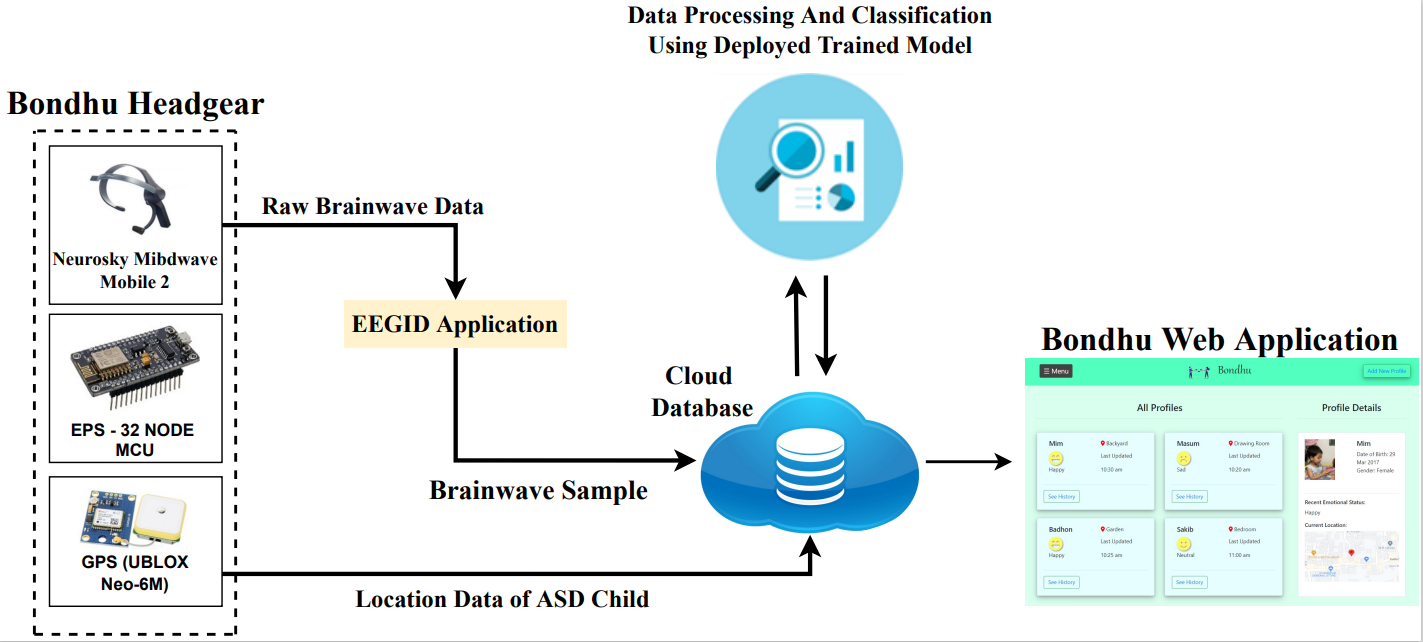 Data Processing And Classification
Using Deployed Trained Model
Bondhu Headgear
Neurosky Mibdwave
Mobile 2
EPS - 32 NODE
MCU
GPS (UBLOX
Neo-6M)
Raw Brainwave Data
EEGID Application
Brainwave Sample
Location Data of ASD Child
Cloud
Database
Bondhu Web Application
☰ Menu
Bondhu
Add New Profile
All Profiles
Mim
Backyard
Last Updated
Happy
10:30 am
See History
Masum
Drawing Room
Last Updated
Sad
10:20 am
See History
Badhon
Garden
Last Updated
Happy
10:25 am
See History
Sakib
Bedroom
Last Updated
Neutral
11:00 am
See History
Profile Details
Mim
Date of Birth: 29
Mar 2017
Gender: Female
Recent Emotional Status:
Happy
Current Location: